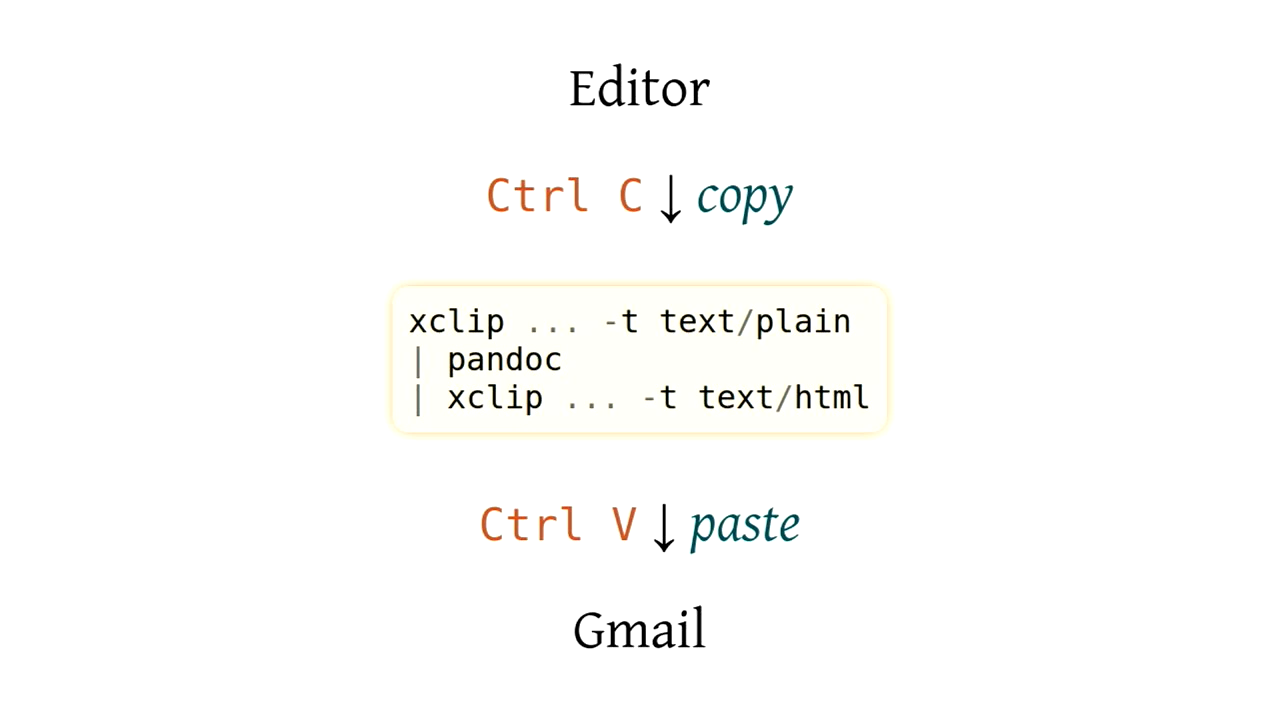 Editor
Ctrl C ↓ copy
xclip ... -t text/plain
| pandoc
| xclip ... -t text/html
Ctrl V ↓ paste
Gmail